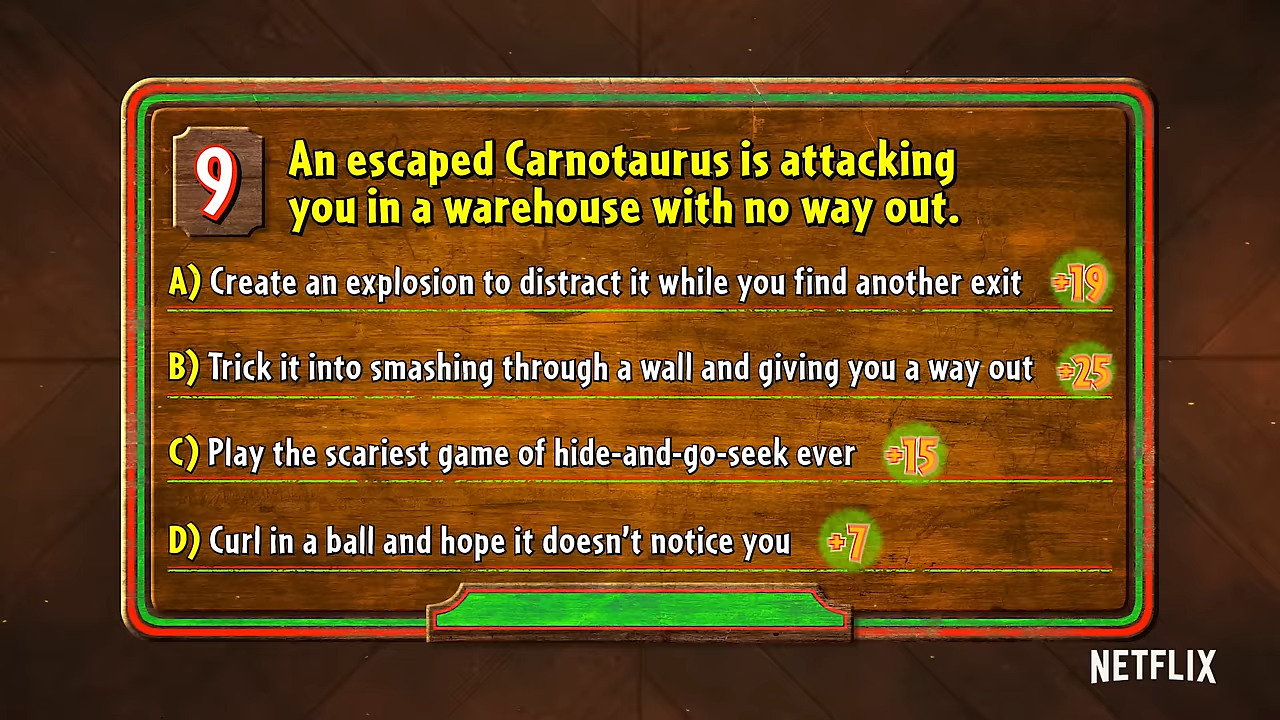 9
An escaped Carnotaurus is attacking
you in a warehouse with no way out.
A) Create an explosion to distract it while you find another exit +19
B) Trick it into smashing through a wall and giving you a way out +25
C) Play the scariest game of hide-and-go-seek ever +15
D) Curl in a ball and hope it doesn't notice you +7
NETFLIX